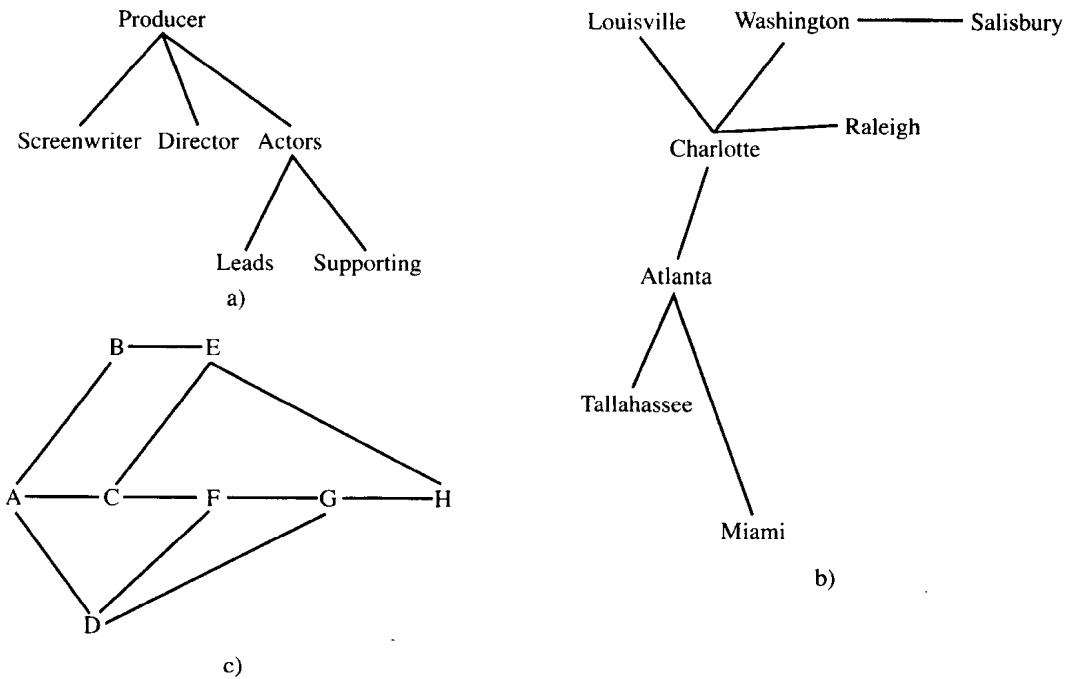 Producer
Screenwriter Director Actors
Leads Supporting
a)
Louisville Washington Salisbury
Raleigh
Charlotte
Atlanta
Tallahassee
Miami
b)
B E
A C F G H
D
c)